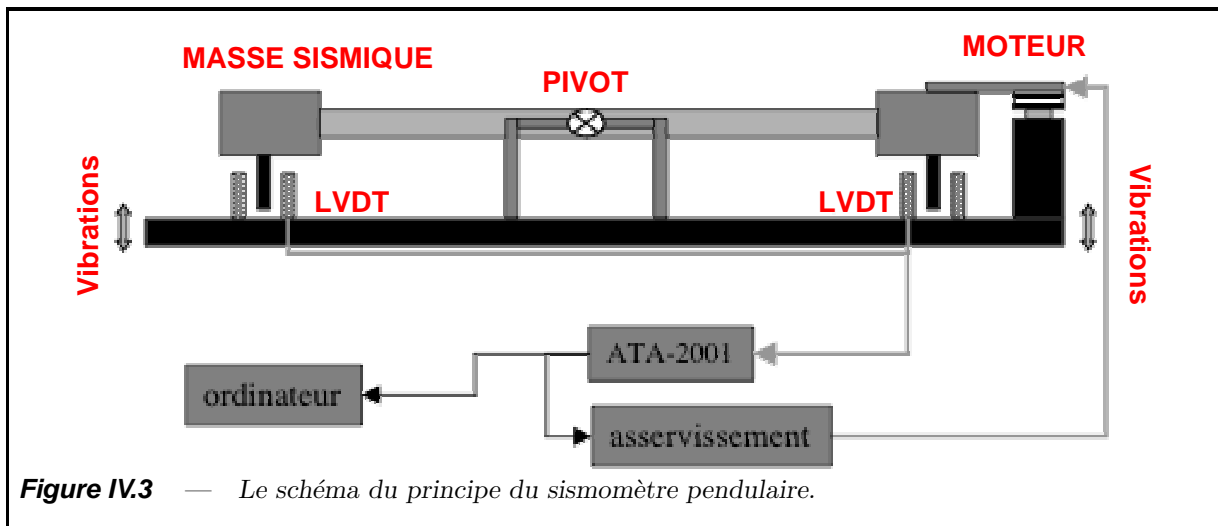 MASSE SISMIQUE
PIVOT
MOTEUR
Vibrations
LVDT
LVDT
Vibrations
ATA-2001
ordinateur
asservissement
Figure IV.3 — Le schéma du principe du sismomètre pendulaire.